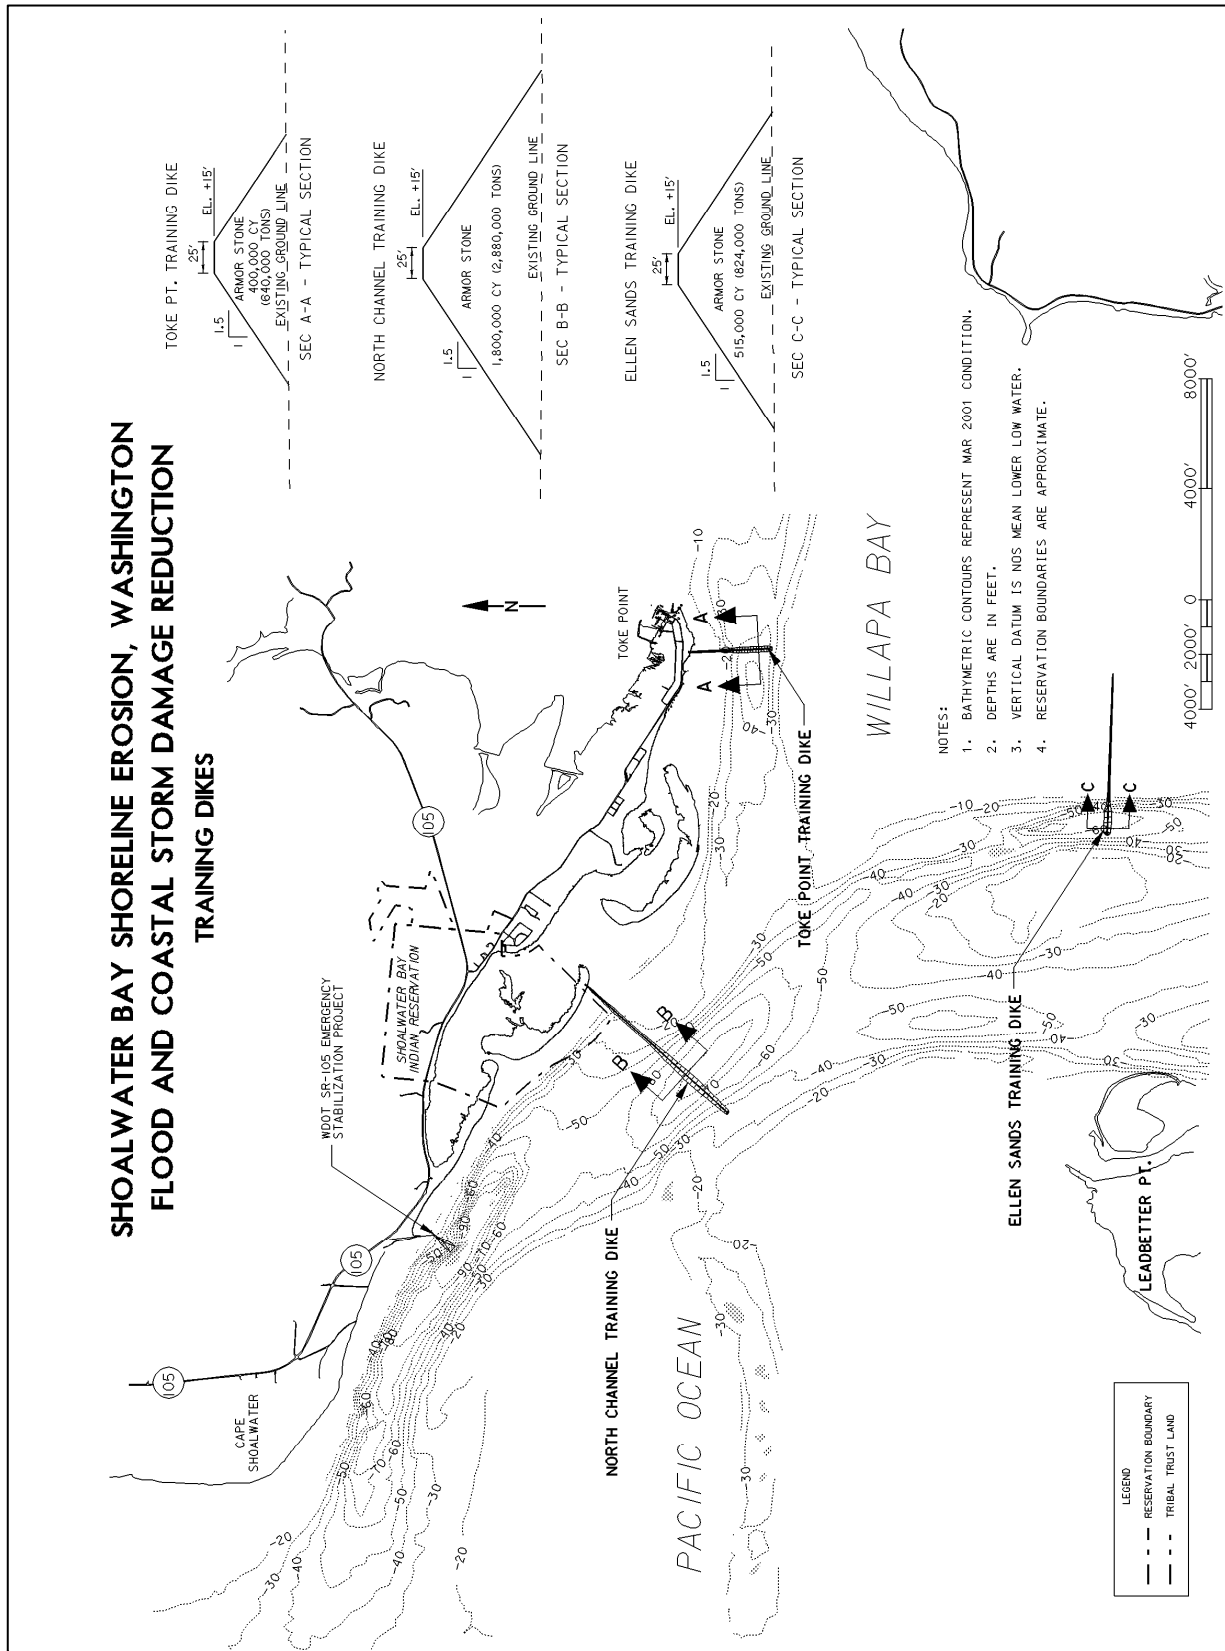 SHOALWATER BAY SHORELINE EROSION, WASHINGTON
FLOOD AND COASTAL STORM DAMAGE REDUCTION
TRAINING DIKES
TOKE PT. TRAINING DIKE
25'
EL. +15'
1.5
1
ARMOR STONE
400,000 CY
(640,000 TONS)
EXISTING GROUND LINE
SEC A-A - TYPICAL SECTION
NORTH CHANNEL TRAINING DIKE
25'
EL. +15'
1.5
1
ARMOR STONE
1,800,000 CY (2,880,000 TONS)
EXISTING GROUND LINE
SEC B-B - TYPICAL SECTION
ELLEN SANDS TRAINING DIKE
25'
EL. +15'
1.5
1
ARMOR STONE
515,000 CY (824,000 TONS)
EXISTING GROUND LINE
SEC C-C - TYPICAL SECTION
N
105
105
105
CAPE
SHOALWATER
WDOT SR-105 EMERGENCY
STABILIZATION PROJECT
SHOALWATER BAY
INDIAN RESERVATION
TOKE POINT
A
A
B
B
C
C
TOKE POINT TRAINING DIKE
NORTH CHANNEL TRAINING DIKE
ELLEN SANDS TRAINING DIKE
PACIFIC OCEAN
WILLAPA BAY
LEADBETTER PT.
-20
-30
-40
-50
-60
-70
-10
NOTES:
1. BATHYMETRIC CONTOURS REPRESENT MAR 2001 CONDITION.
2. DEPTHS ARE IN FEET.
3. VERTICAL DATUM IS NOS MEAN LOWER LOW WATER.
4. RESERVATION BOUNDARIES ARE APPROXIMATE.
4000' 2000' 0 4000' 8000'
LEGEND
RESERVATION BOUNDARY
TRIBAL TRUST LAND